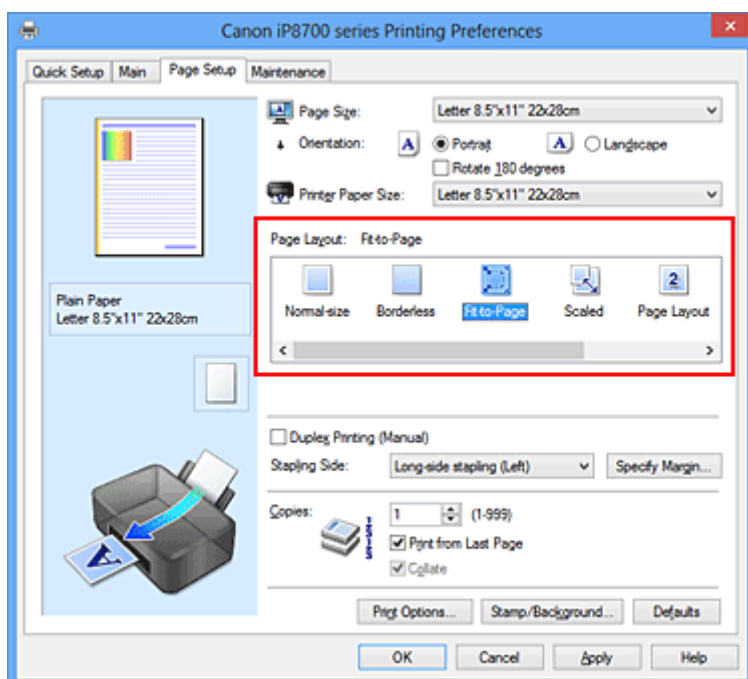 Canon iP8700 series Printing Preferences
Quick Setup Main Page Setup Maintenance
Page Size: Letter 8.5"x11" 22x28cm
Orientation: A Portrait A Landscape
Rotate 180 degrees
Printer Paper Size: Letter 8.5"x11" 22x28cm
Page Layout: Fit-to-Page
2
Normal-size Borderless Fit-to-Page Scaled Page Layout
Plain Paper
Letter 8.5"x11" 22x28cm
Duplex Printing (Manual)
Stapling Side: Long-side stapling (Left) Specify Margin...
Copies: 1 (1-999)
Print from Last Page
Collate
A
Print Options... Stamp/Background... Defaults
OK Cancel Apply Help